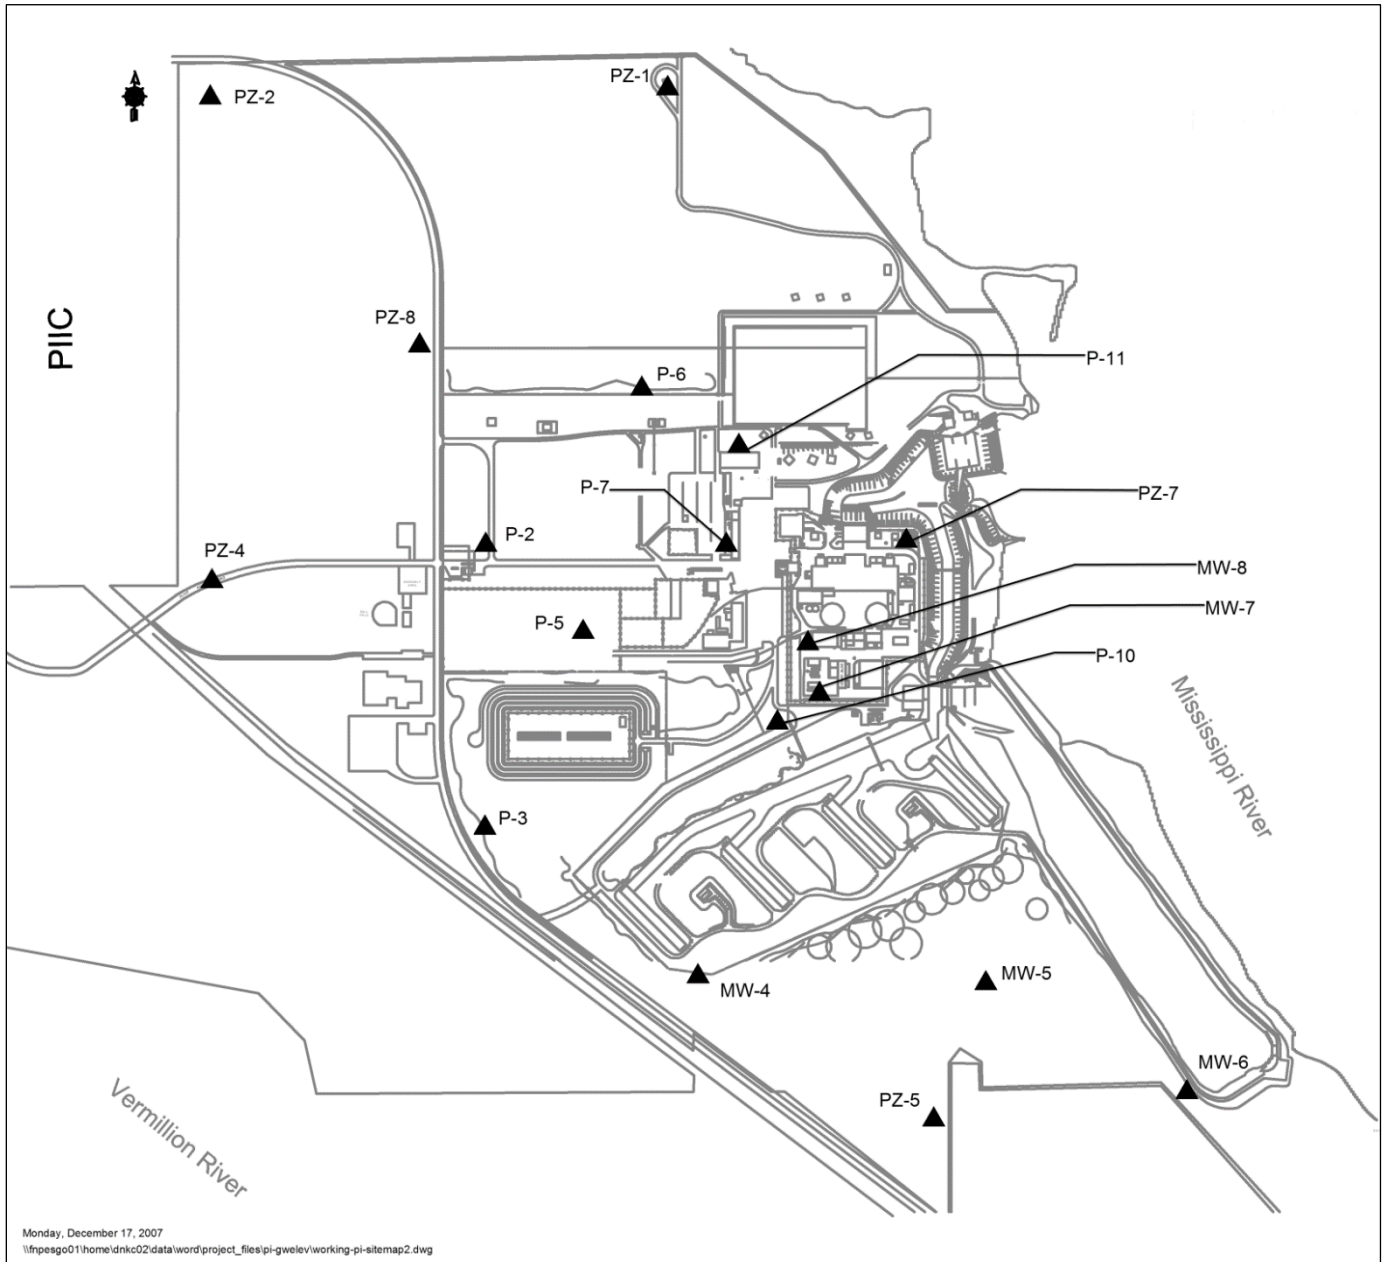 PZ-1
PZ-2
PIIC
PZ-8
P-11
P-6
P-7
PZ-7
P-2
PZ-4
MW-8
MW-7
P-5
P-10
Mississippi River
P-3
MW-5
MW-4
MW-6
PZ-5
Vermillion River
Monday, December 17, 2007
\\fnpesgo01\home\dnkc02\data\word\project_files\pi-gwelev\working-pi-sitemap2.dwg